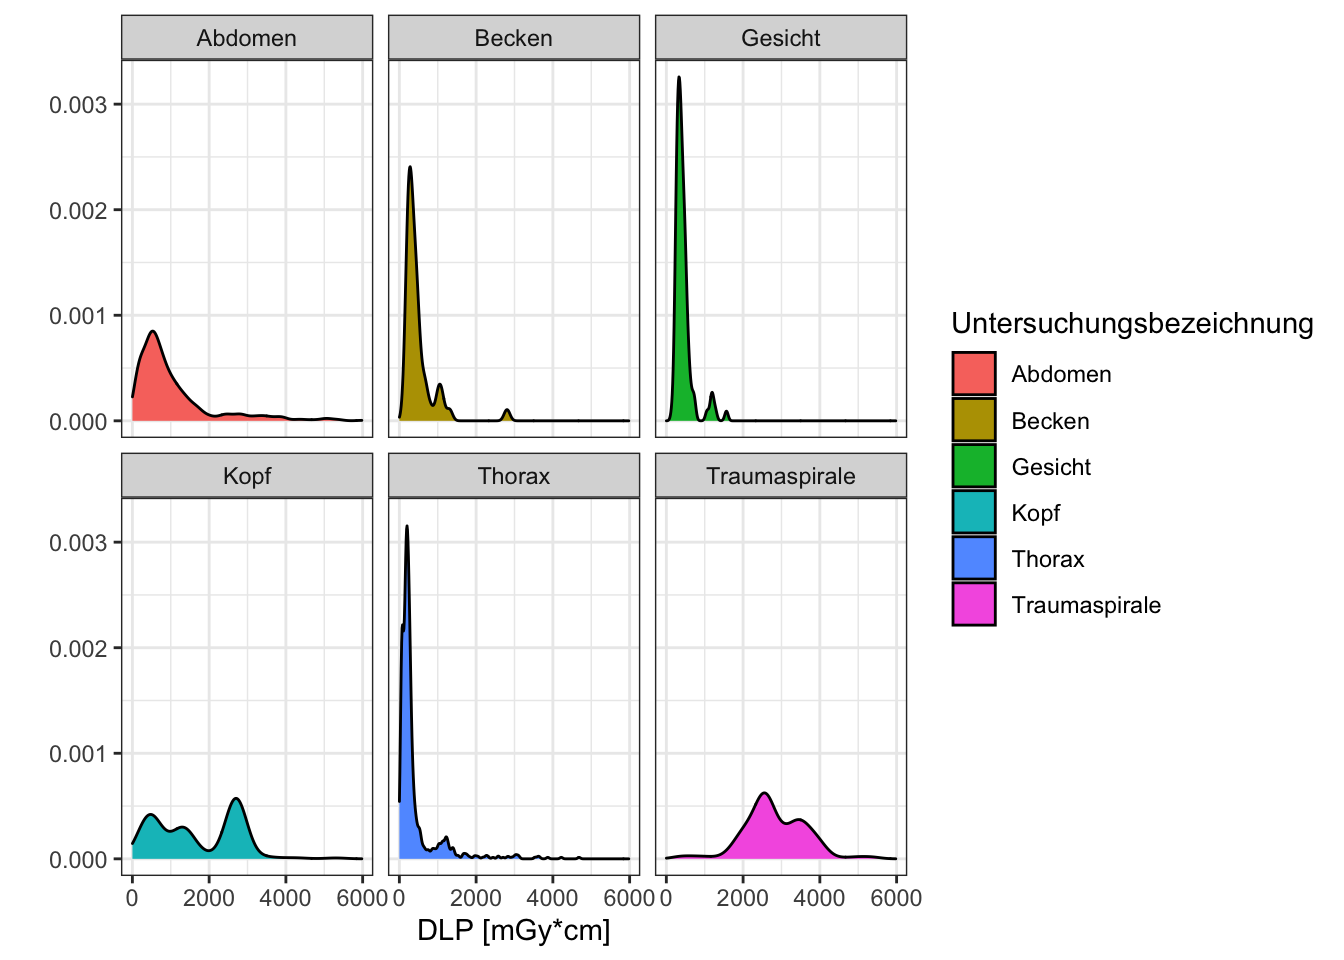 Abdomen Becken Gesicht
0.003
0.002
0.001
0.000
Kopf Thorax Traumaspirale
0.003
0.002
0.001
0.000
0 2000 4000 6000 0 2000 4000 6000 0 2000 4000 6000
DLP [mGy*cm]
Untersuchungsbezeichnung
Abdomen
Becken
Gesicht
Kopf
Thorax
Traumaspirale